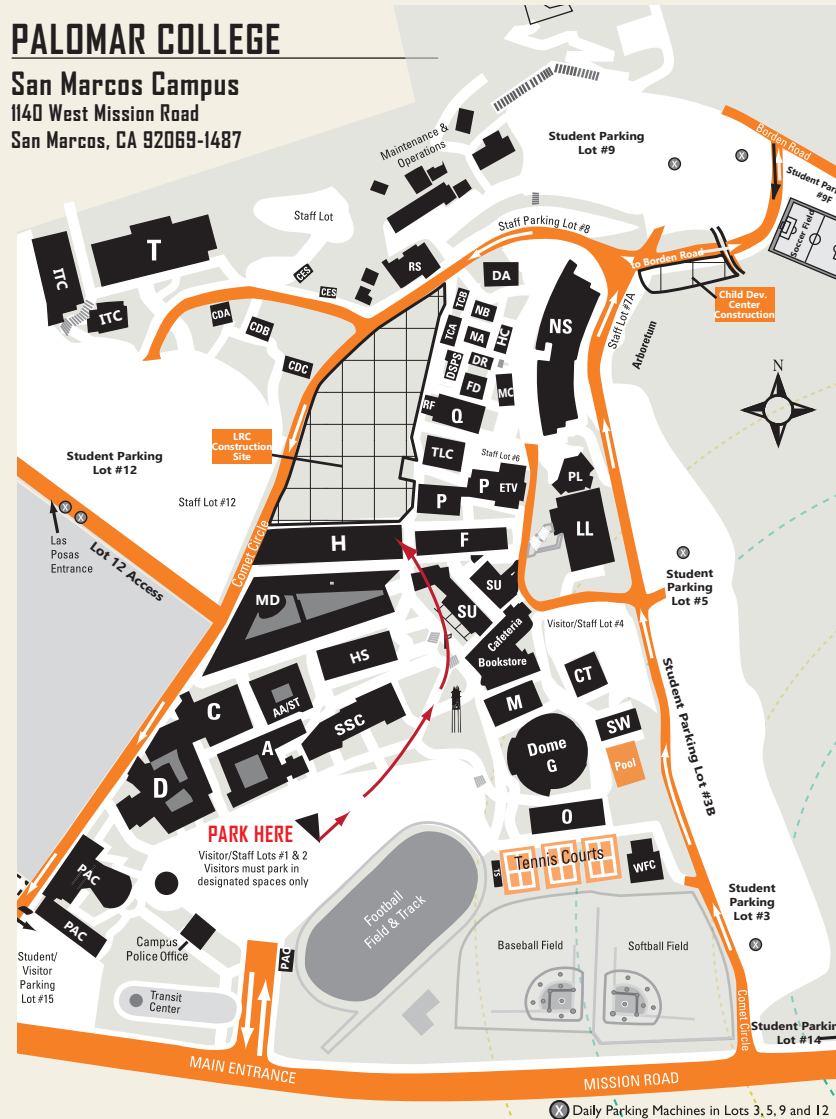 PALOMAR COLLEGE
San Marcos Campus
1140 West Mission Road
San Marcos, CA 92069-1487
Maintenance &
Operations
Student Parking
Lot #9
X
X
Borden Road
Student Par
#9F
Soccer Field
Staff Lot
Staff Parking Lot #8
to Borden Road
ITC
T
ITC
CES
CES
RS
DA
CDA
CDB
CDC
TCB
NB
TCA
NA
HC
DSPS
DR
FD
MC
RF
Q
NS
Staff Lot #7A
Arboretum
Child Dev.
Center
Construction
N
LRC
Construction
Site
Student Parking
Lot #12
Staff Lot #12
X
X
Las
Posas
Entrance
Lot 12 Access
Comet Circle
TLC
Staff Lot #6
P
P
ETV
PL
LL
H
F
MD
SU
SU
Cafeteria
Bookstore
Visitor/Staff Lot #4
X
Student
Parking
Lot #5
HS
C
AA/ST
SSC
A
D
M
CT
SW
Dome
G
Pool
Student Parking Lot #3B
O
PARK HERE
Visitor/Staff Lots #1 & 2
Visitors must park in
designated spaces only
Tennis Courts
TS
WFC
PAC
PAC
Football
Field & Track
Student
Parking
Lot #3
X
Campus
Police Office
PAC
Baseball Field
Softball Field
Student/
Visitor
Parking
Lot #15
Transit
Center
Comet Circle
Student Parkin
Lot #14
MAIN ENTRANCE
MISSION ROAD
X Daily Parking Machines in Lots 3, 5, 9 and 12